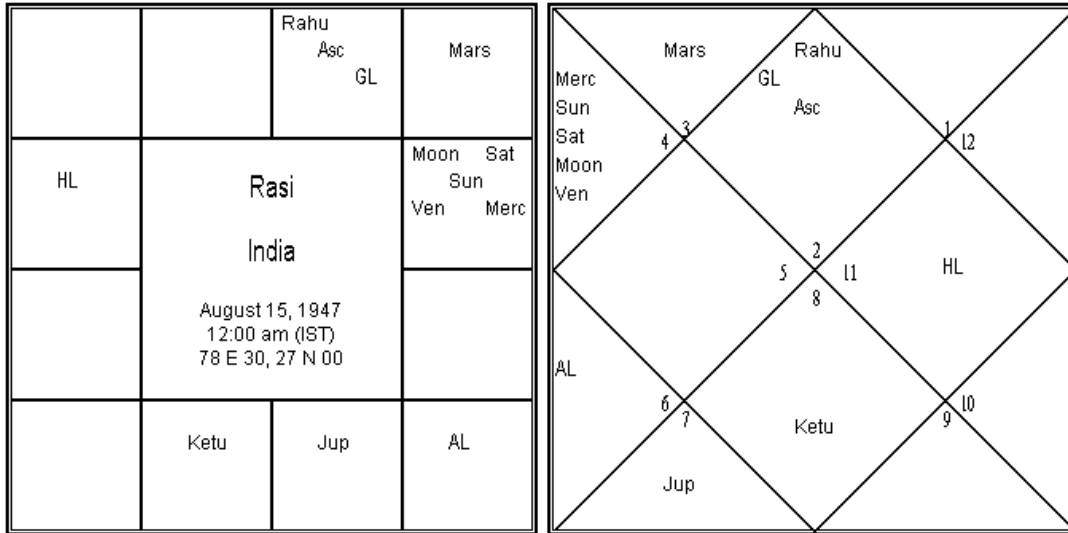 Rahu
Asc
GL
Mars
HL
Rasi
India
August 15, 1947
12:00 am (IST)
78 E 30, 27 N 00
Moon Sat
Sun
Ven Merc
Ketu
Jup
AL
Mars
Rahu
GL
Asc
Merc
Sun
Sat
Moon
Ven
3
4
1
12
2
5
11
8
HL
AL
6
7
10
9
Ketu
Jup